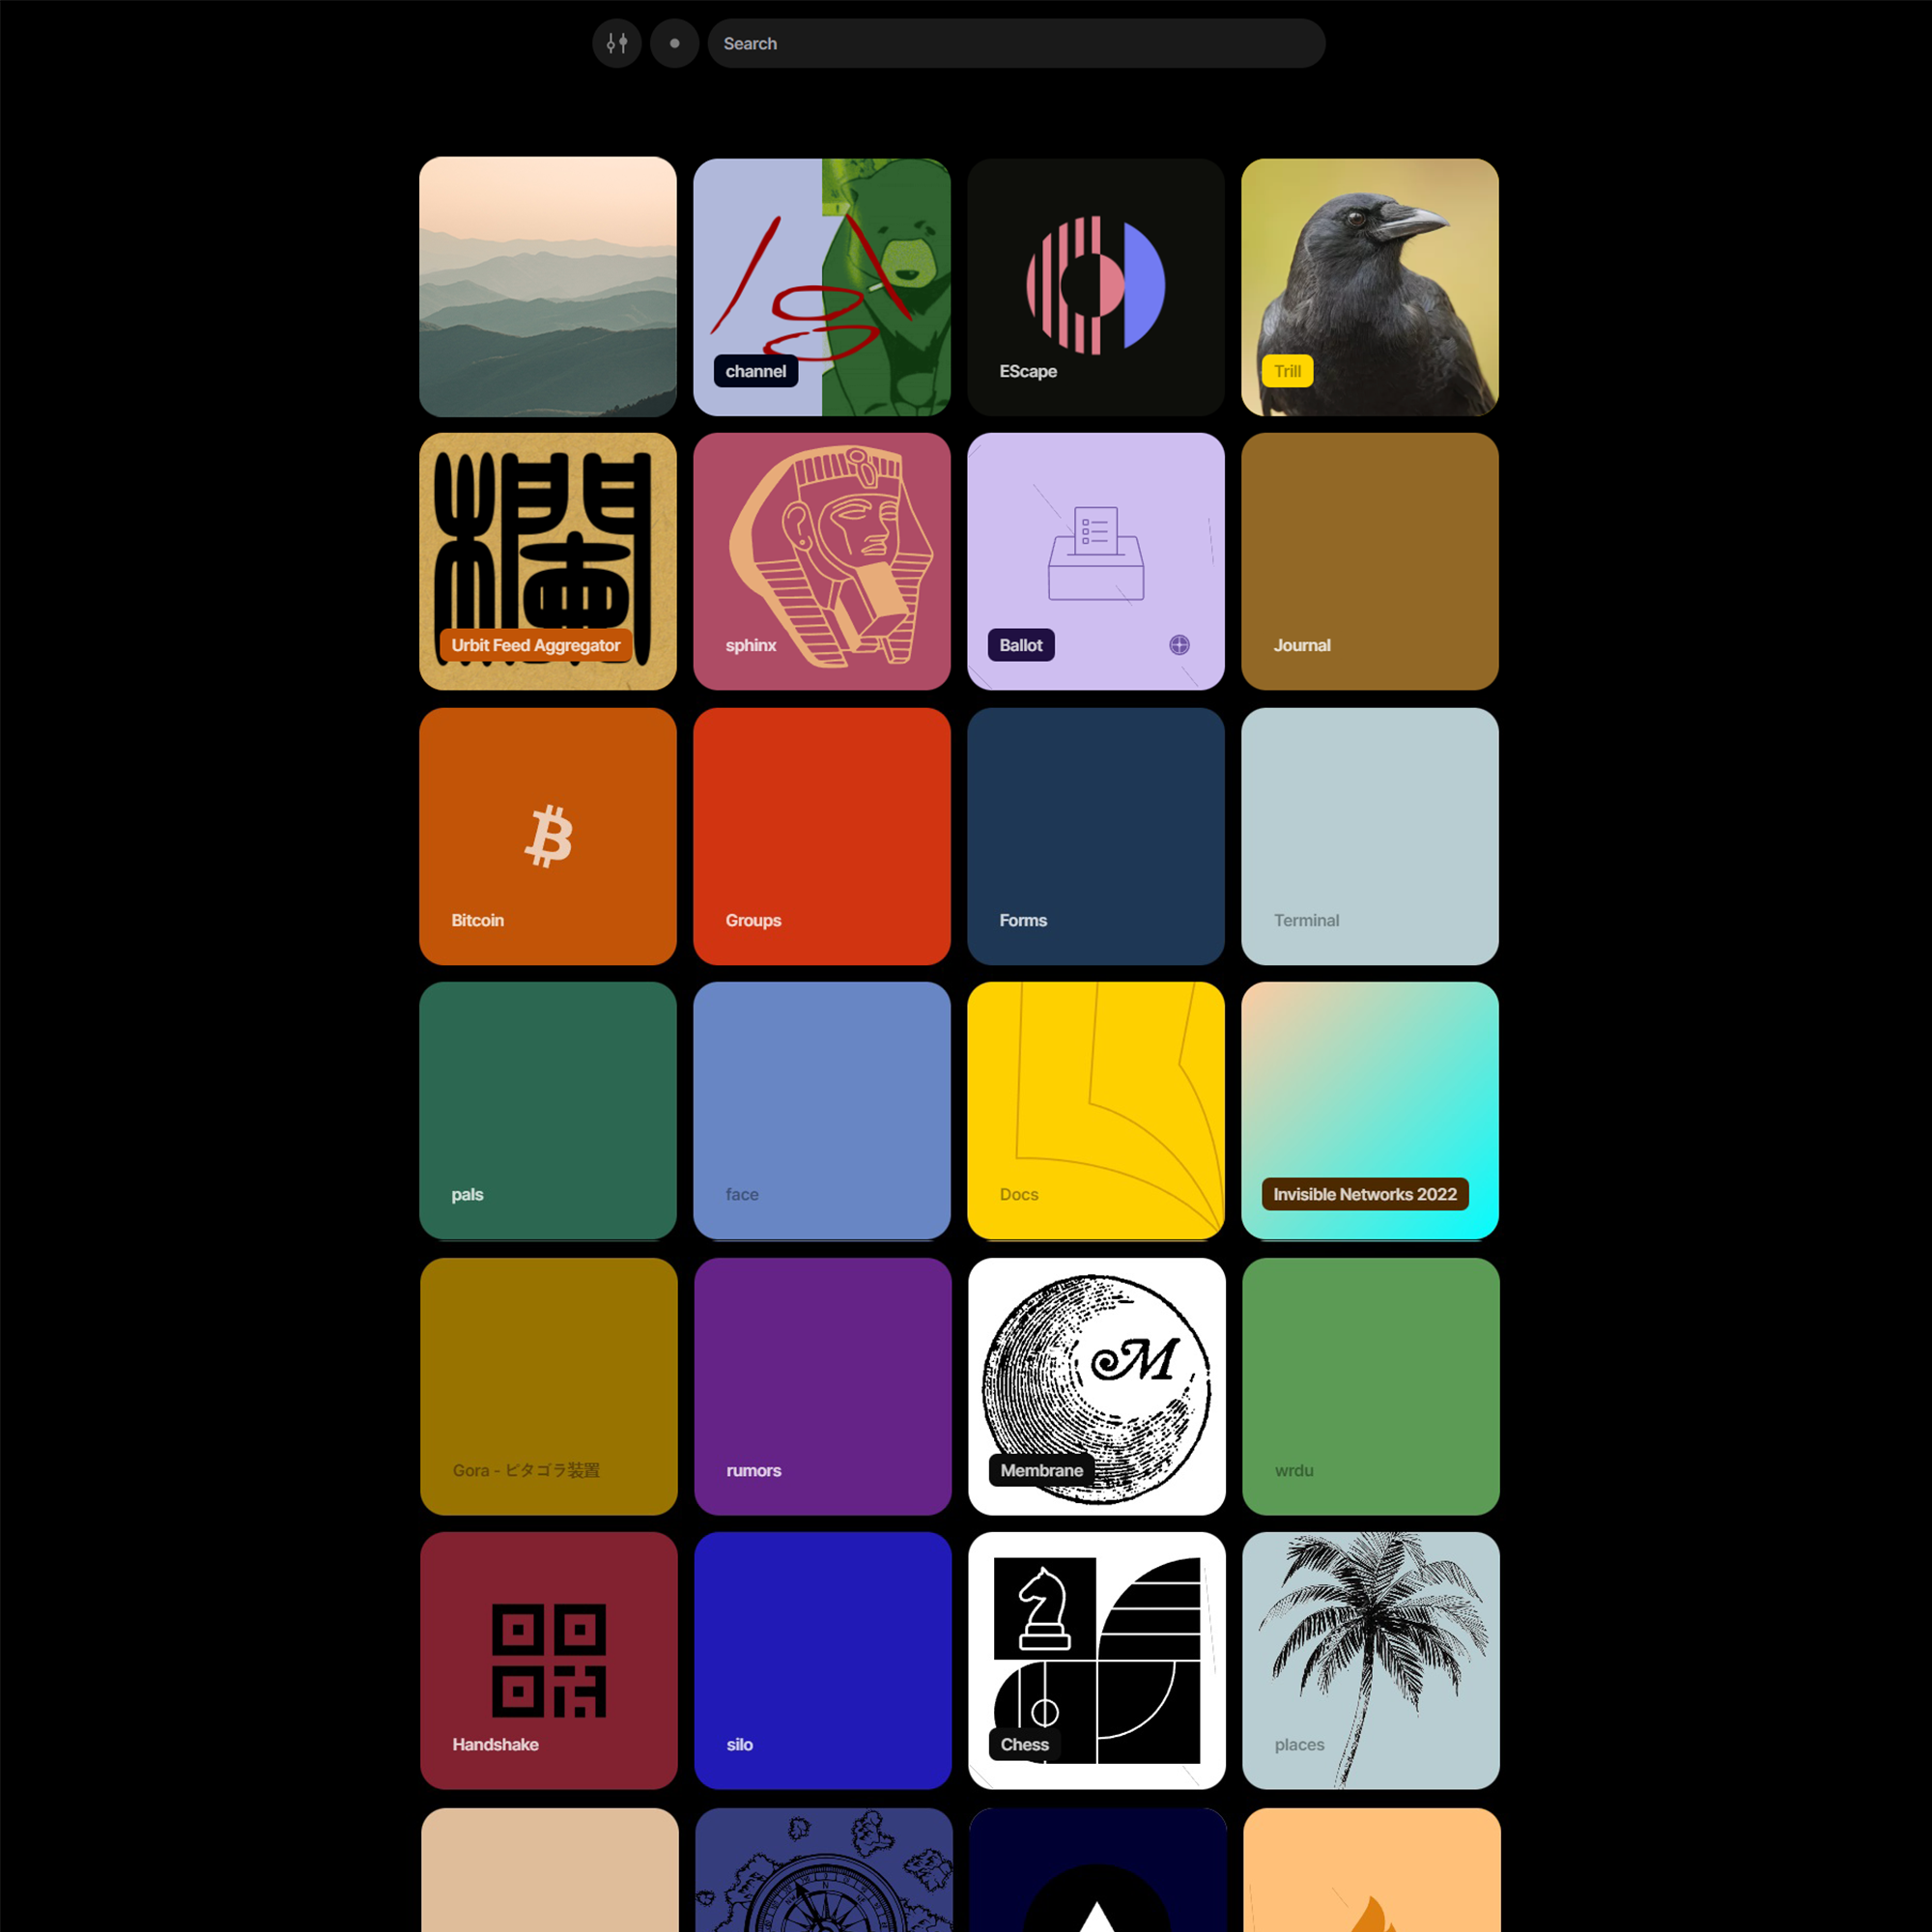 Search
channel
EScape
Trill
Urbit Feed Aggregator
sphinx
Ballot
Journal
Bitcoin
Groups
Forms
Terminal
pals
face
Docs
Invisible Networks 2022
Gora - ピタゴラ装置
rumors
M
Membrane
wrdu
Handshake
silo
Chess
places
N